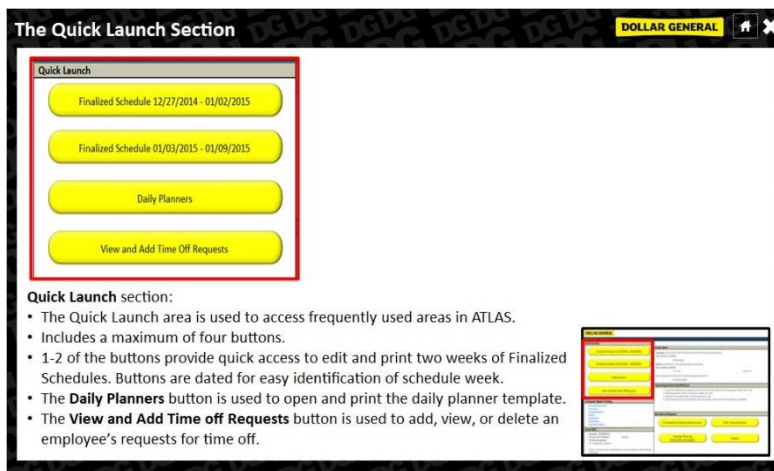 The Quick Launch Section
DOLLAR GENERAL
Quick Launch
Finalized Schedule 12/27/2014 - 01/02/2015
Finalized Schedule 01/03/2015 - 01/09/2015
Daily Planners
View and Add Time Off Requests
Quick Launch section:
• The Quick Launch area is used to access frequently used areas in ATLAS.
• Includes a maximum of four buttons.
• 1-2 of the buttons provide quick access to edit and print two weeks of Finalized
Schedules. Buttons are dated for easy identification of schedule week.
• The Daily Planners button is used to open and print the daily planner template.
• The View and Add Time off Requests button is used to add, view, or delete an
employee's requests for time off.
DOLLAR GENERAL